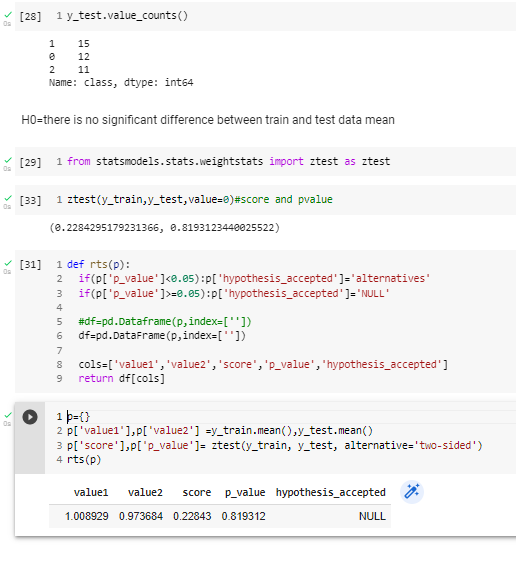 [28] 1 y_test.value_counts()
0s
1    15
0    12
2    11
Name: class, dtype: int64
H0=there is no significant difference between train and test data mean
[29] 1 from statsmodels.stats.weightstats import ztest as ztest
0s
[33] 1 ztest(y_train,y_test,value=0)#score and pvalue
0s
(0.2284295179231366, 0.8193123440025522)
[31] 1 def rts(p):
0s
2   if(p['p_value']<0.05):p['hypothesis_accepted']='alternatives'
3   if(p['p_value']>=0.05):p['hypothesis_accepted']='NULL'
4
5   #df=pd.Dataframe(p,index=[''])
6   df=pd.DataFrame(p,index=[''])
7
8   cols=['value1','value2','score','p_value','hypothesis_accepted']
9   return df[cols]
1 p={}
0s
2 p['value1'],p['value2'] =y_train.mean(),y_test.mean()
3 p['score'],p['p_value']= ztest(y_train, y_test, alternative='two-sided')
4 rts(p)
value1 value2 score p_value hypothesis_accepted
1.008929 0.973684 0.22843 0.819312 NULL